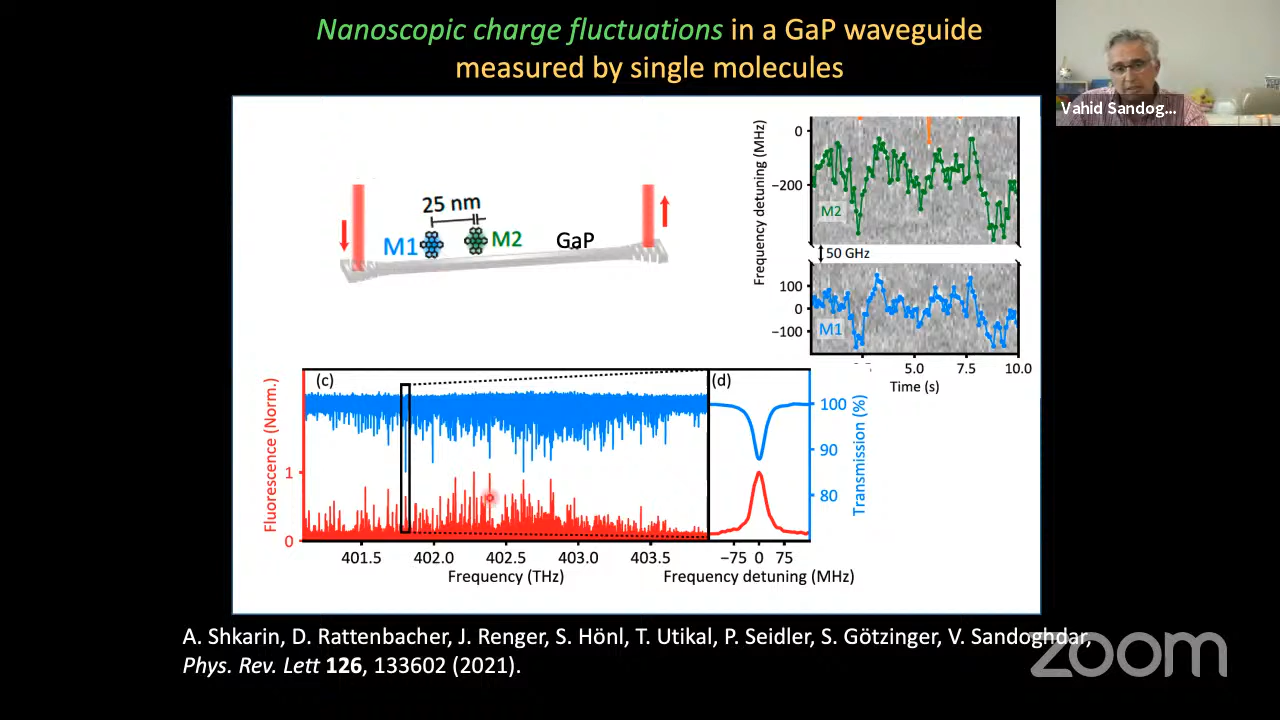 Nanoscopic charge fluctuations in a GaP waveguide
measured by single molecules
Vahid Sandog...
25 nm
M1
M2
GaP
Frequency detuning (MHz)
0
−200
M2
50 GHz
100
0
−100
M1
5.0
7.5
10.0
Time (s)
(c)
(d)
Fluorescence (Norm.)
1
0
401.5
402.0
402.5
403.0
403.5
Frequency (THz)
100
90
80
Transmission (%)
−75
0
75
Frequency detuning (MHz)
A. Shkarin, D. Rattenbacher, J. Renger, S. Hönl, T. Utikal, P. Seidler, S. Götzinger, V. Sandoghdar,
Phys. Rev. Lett 126, 133602 (2021).
zoom